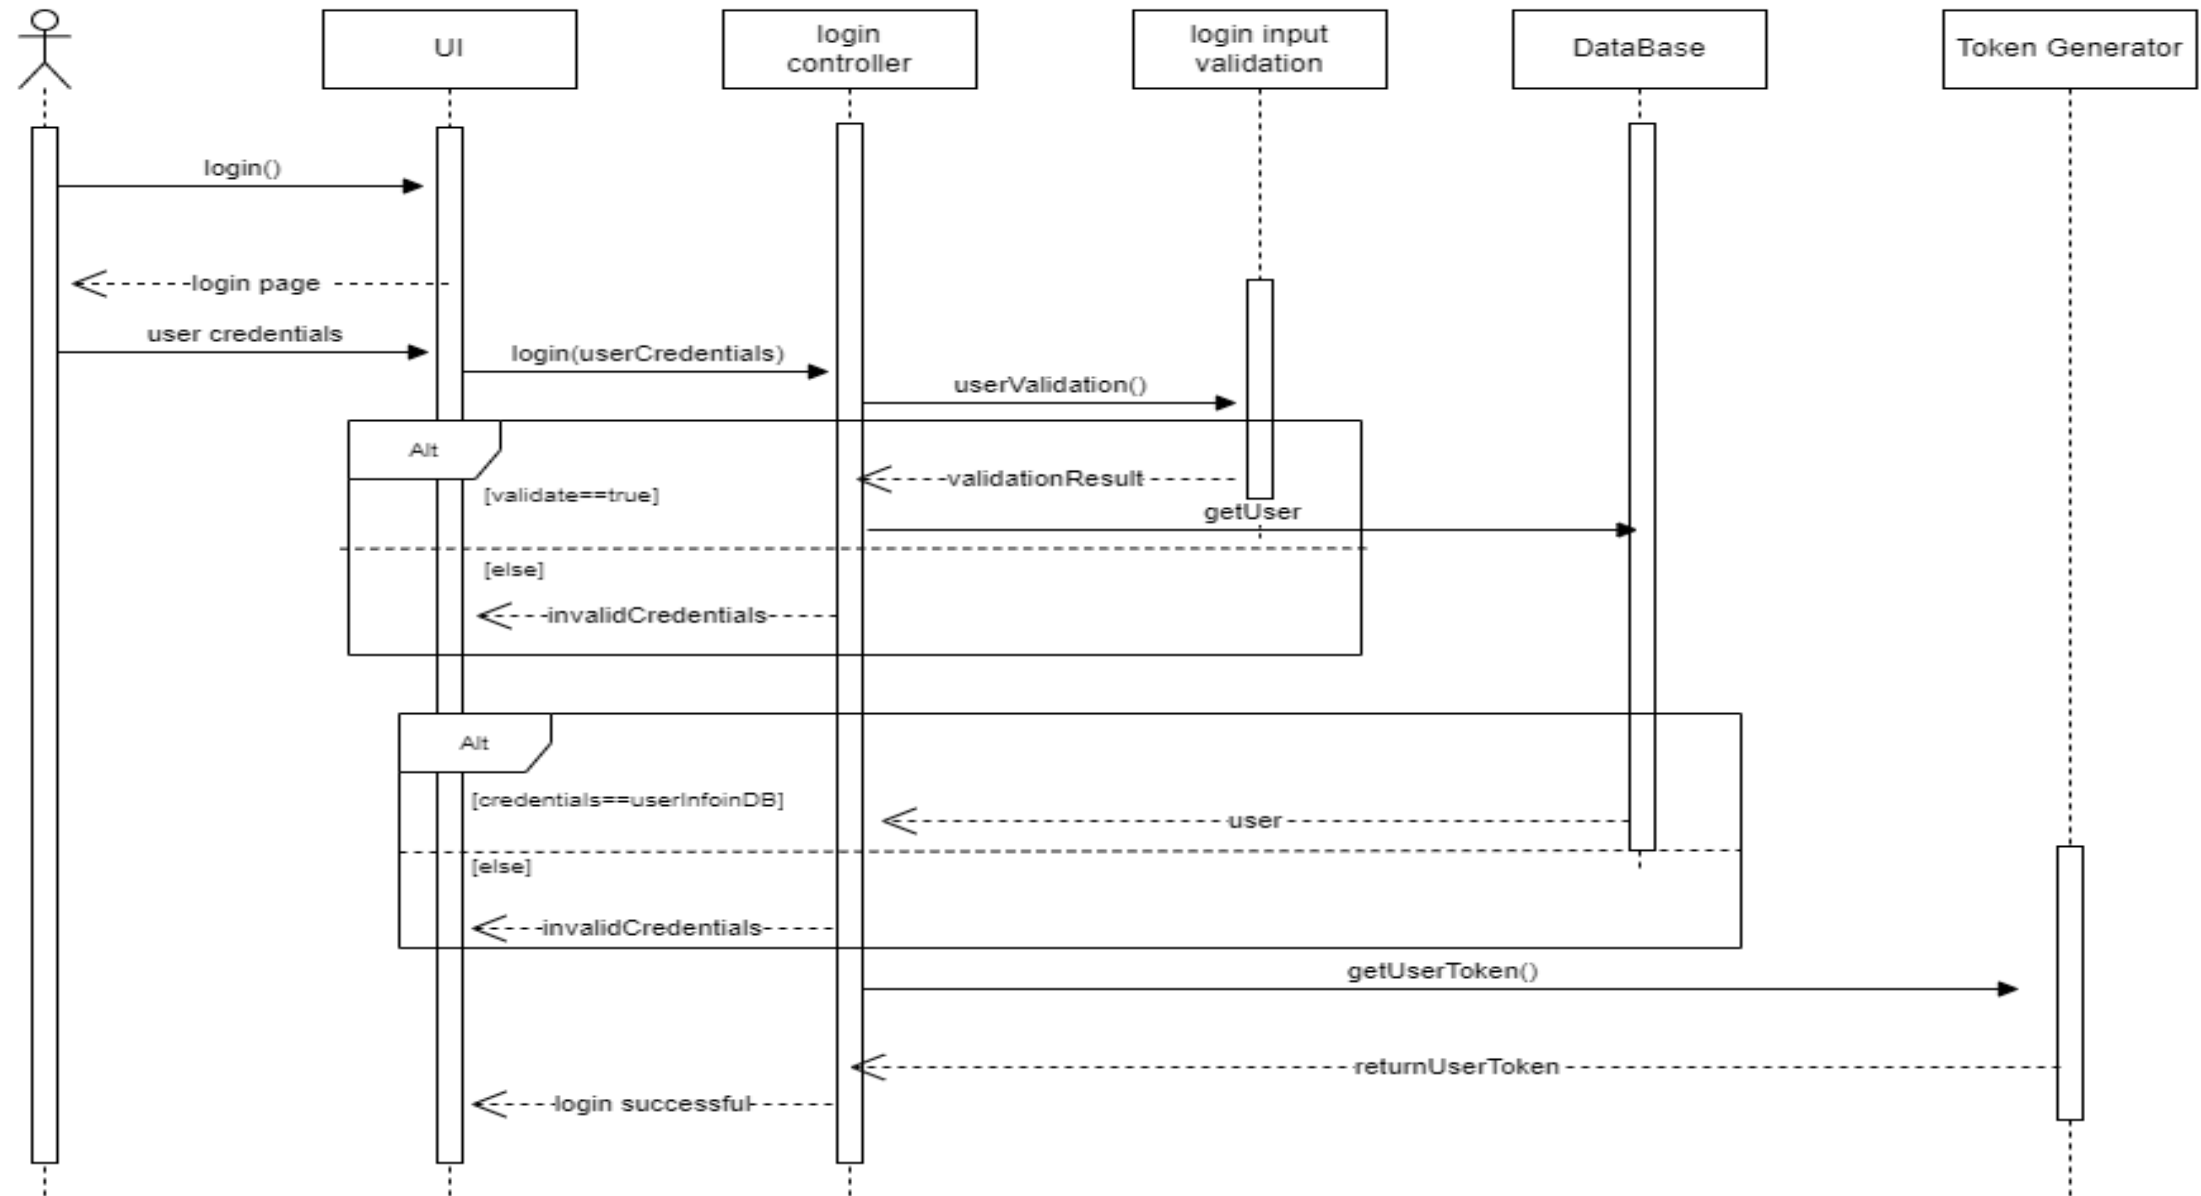 UI
login
controller
login input
validation
DataBase
Token Generator
login()
login page
user credentials
login(userCredentials)
userValidation()
Alt
validationResult
[validate==true]
getUser
[else]
invalidCredentials
Alt
[credentials==userInfoinDB]
user
[else]
invalidCredentials
getUserToken()
returnUserToken
login successful